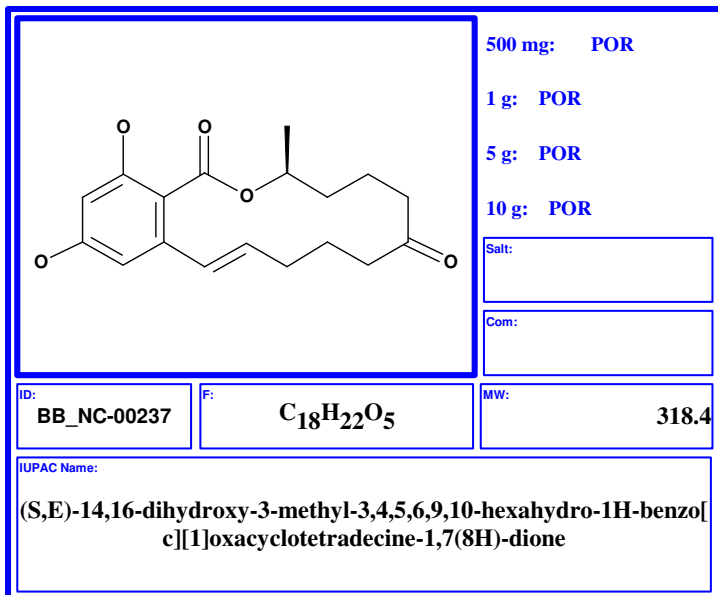 500 mg: POR
1 g: POR
5 g: POR
10 g: POR
O
O
O
O
O
Salt:
Com:
ID:
BB_NC-00237
F:
C18H22O5
MW:
318.4
IUPAC Name:
(S,E)-14,16-dihydroxy-3-methyl-3,4,5,6,9,10-hexahydro-1H-benzo[
c][1]oxacyclotetradecine-1,7(8H)-dione